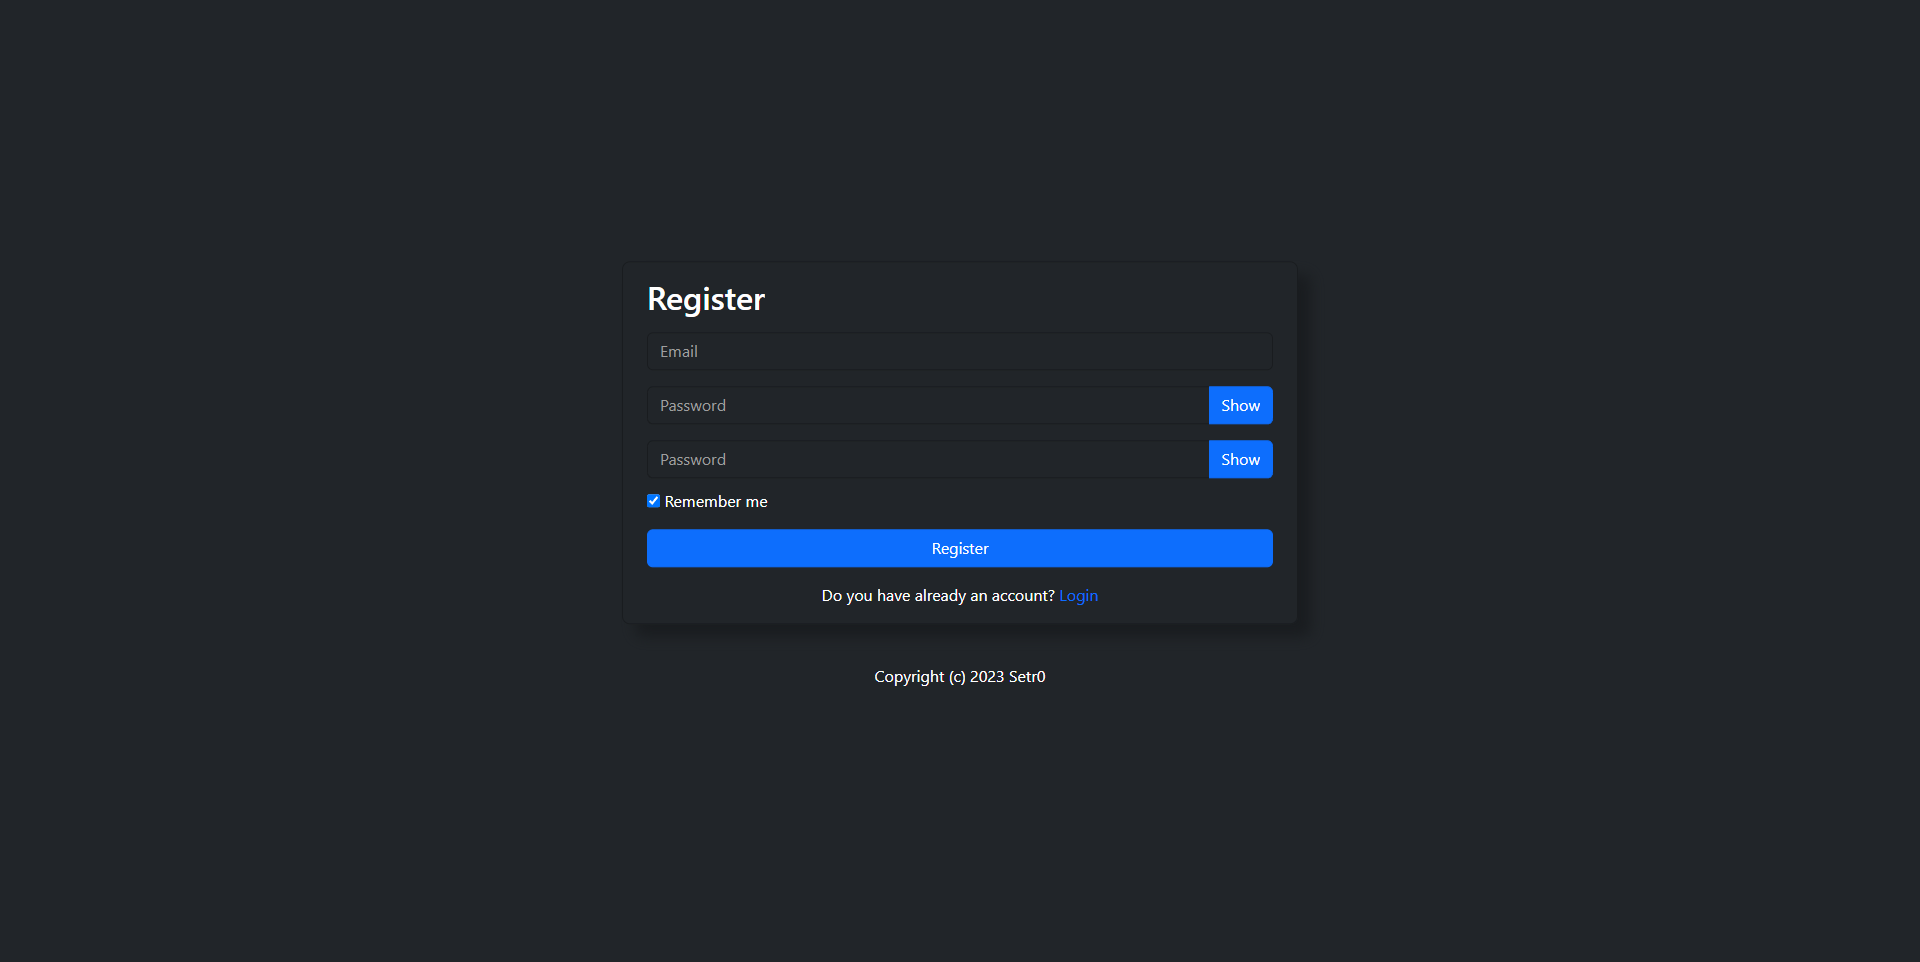 Register
Email
Password Show
Password Show
Remember me
Register
Do you have already an account? Login
Copyright (c) 2023 Setr0